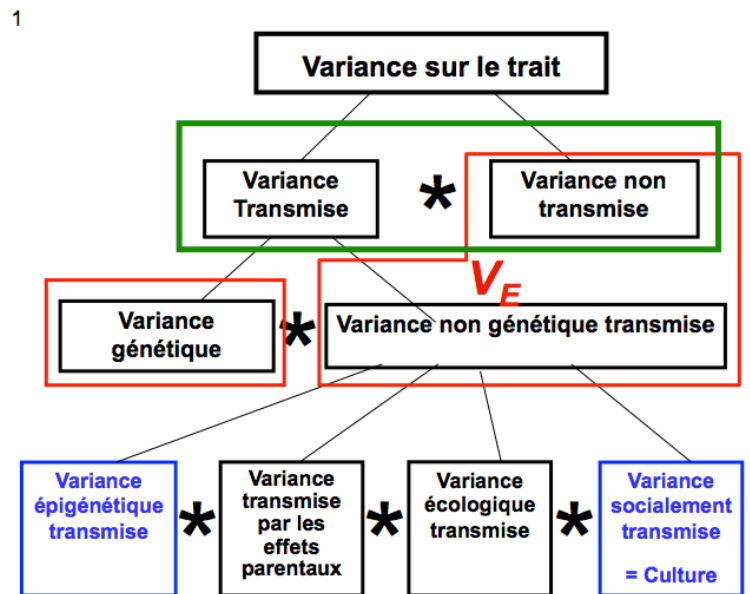 1
Variance sur le trait
Variance
Transmise
*
Variance non
transmise
V_E
Variance
génétique
*
Variance non génétique transmise
Variance
épigénétique
transmise
*
Variance
transmise
par les
effets
parentaux
*
Variance
écologique
transmise
*
Variance
socialement
transmise
= Culture